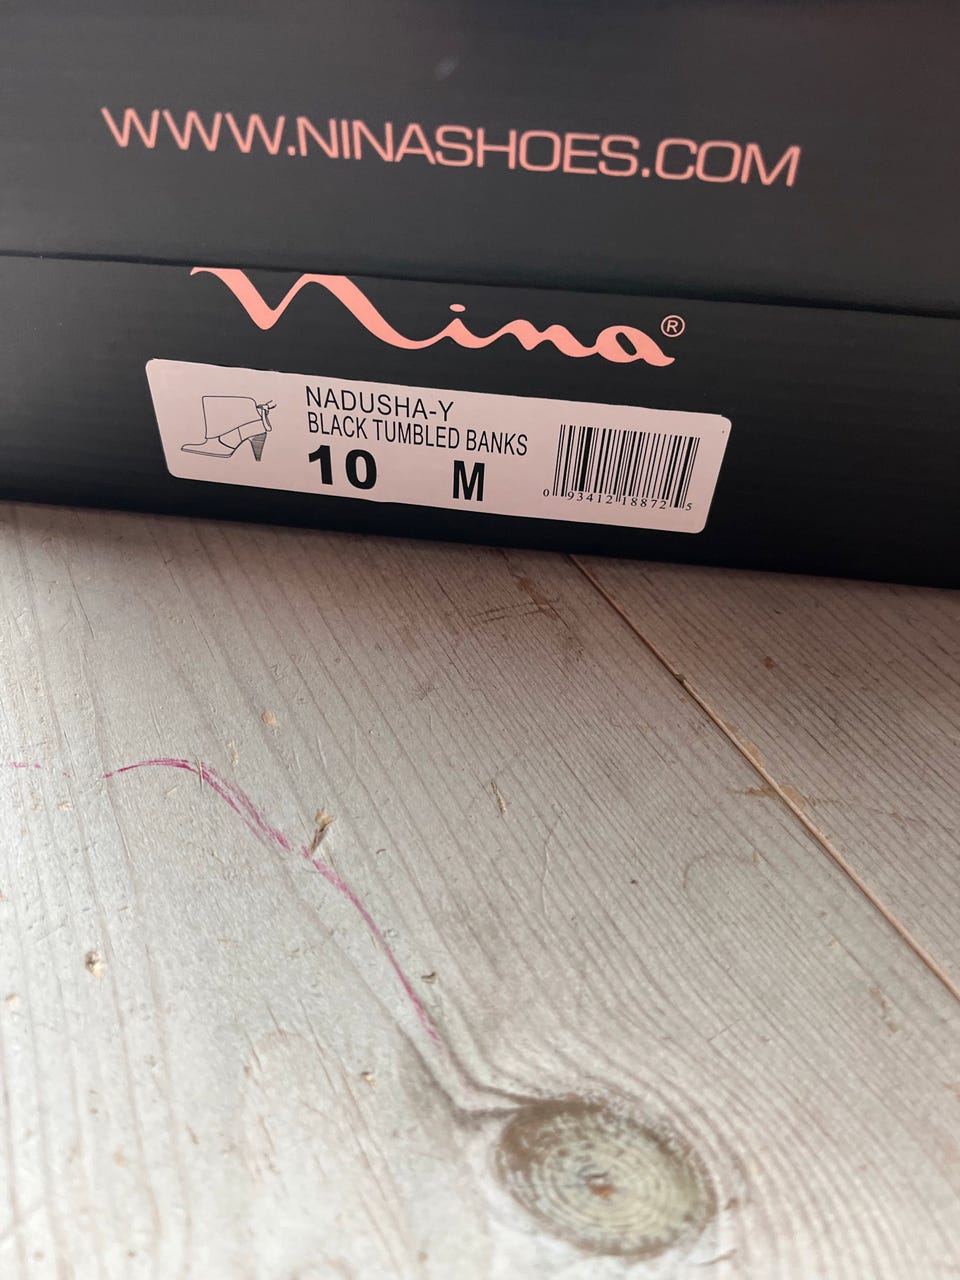 WWW.NINASHOES.COM
Nina®
NADUSHA-Y
BLACK TUMBLED BANKS
10 M
0 93412 18872 5